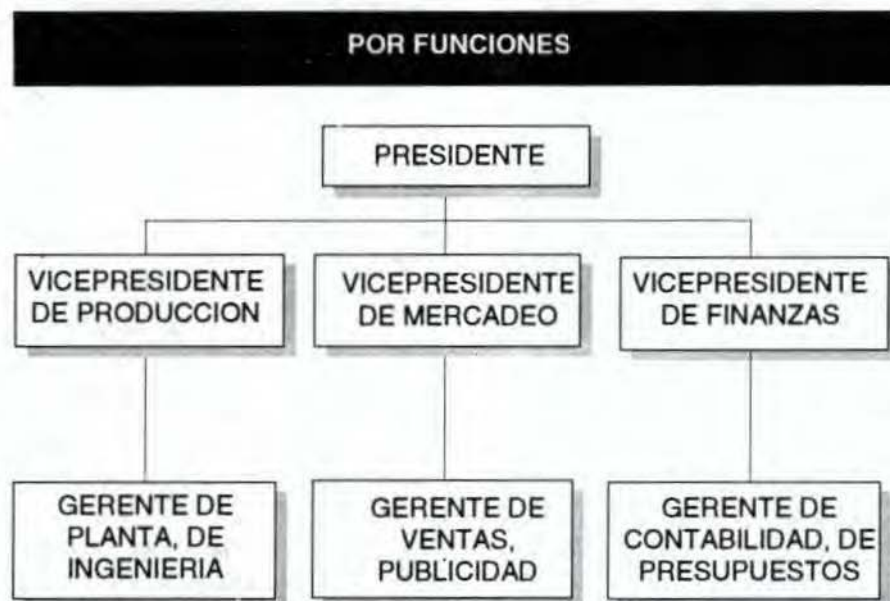 POR FUNCIONES
PRESIDENTE
VICEPRESIDENTE
DE PRODUCCION
VICEPRESIDENTE
DE MERCADEO
VICEPRESIDENTE
DE FINANZAS
GERENTE DE
PLANTA, DE
INGENIERIA
GERENTE DE
VENTAS,
PUBLICIDAD
GERENTE DE
CONTABILIDAD, DE
PRESUPUESTOS